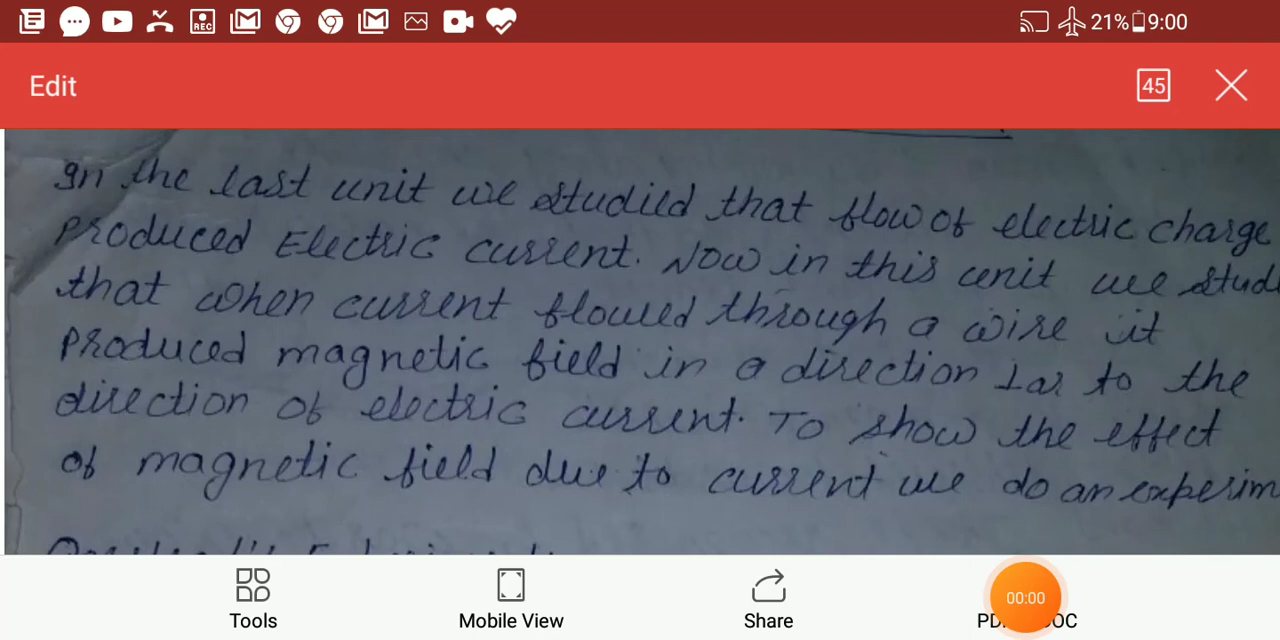 21% 9:00
Edit
45
In the last unit we studied that flow of electric charge
produced Electric current. Now in this unit we stud
that when current flowed through a wire it
produced magnetic field in a direction ⊥ar to the
direction of electric current. To show the effect
of magnetic field due to current we do an experim
Tools
Mobile View
Share
00:00